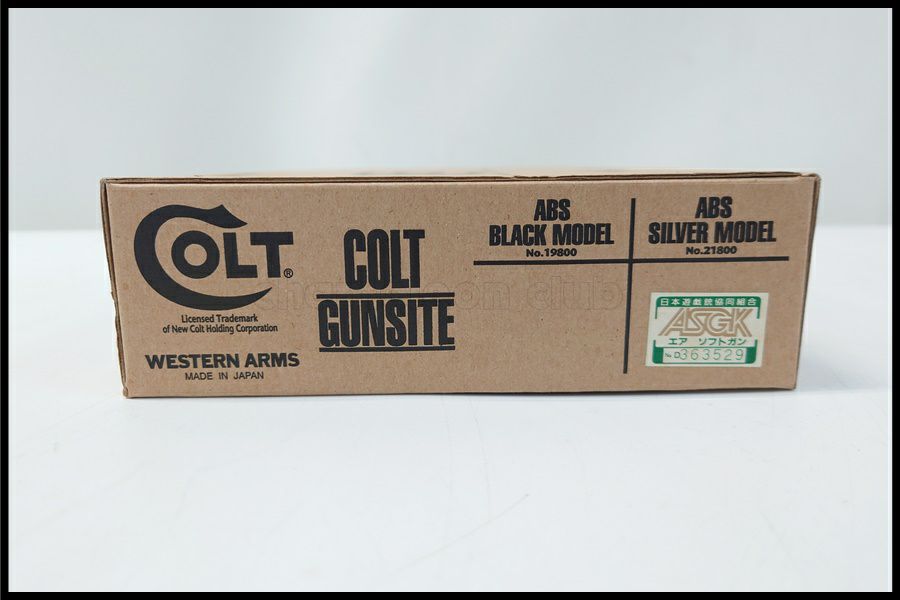 COLT®
Licensed Trademark
of New Colt Holding Corporation
WESTERN ARMS
MADE IN JAPAN
COLT
GUNSITE
ABS
BLACK MODEL
No.19800
ABS
SILVER MODEL
No.21800
日本遊戯銃協同組合
ASGK
エア ソフトガン
No D363529